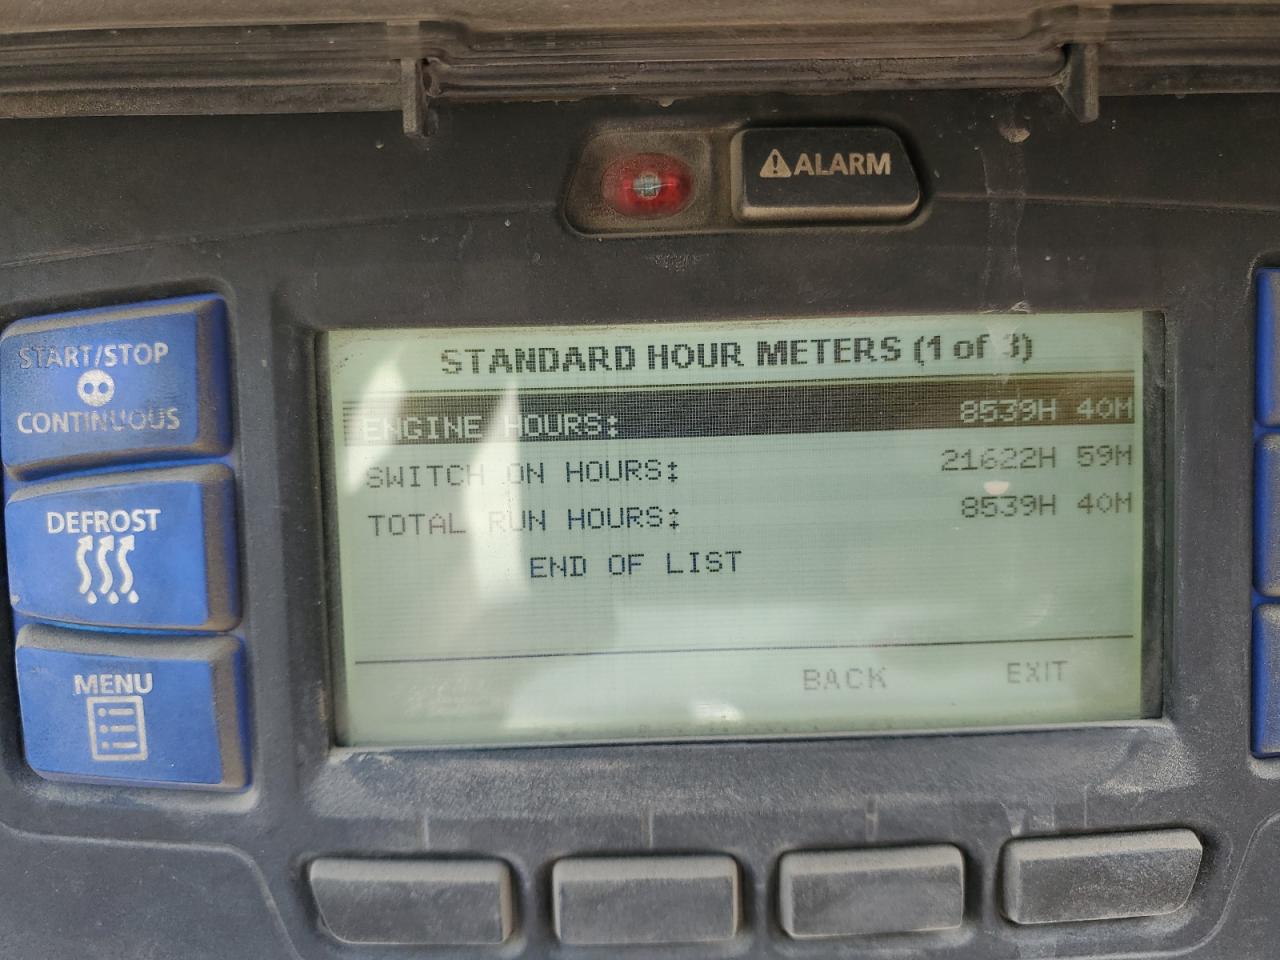 ⚠ALARM
START/STOP
CONTINUOUS
DEFROST
MENU
STANDARD HOUR METERS (1 of 3)
ENGINE HOURS: 8539H 40M
SWITCH ON HOURS: 21622H 59M
TOTAL RUN HOURS: 8539H 40M
END OF LIST
BACK EXIT